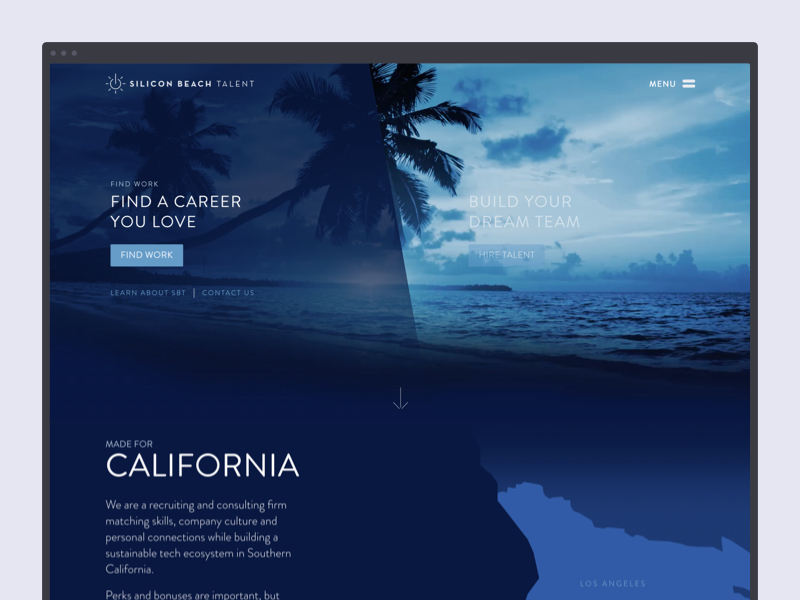 SILICON BEACH TALENT
MENU
FIND WORK
FIND A CAREER
YOU LOVE
FIND WORK
LEARN ABOUT SBT | CONTACT US
BUILD YOUR
DREAM TEAM
HIRE TALENT
MADE FOR
CALIFORNIA
We are a recruiting and consulting firm
matching skills, company culture and
personal connections while building a
sustainable tech ecosystem in Southern
California.
Perks and bonuses are important, but
LOS ANGELES